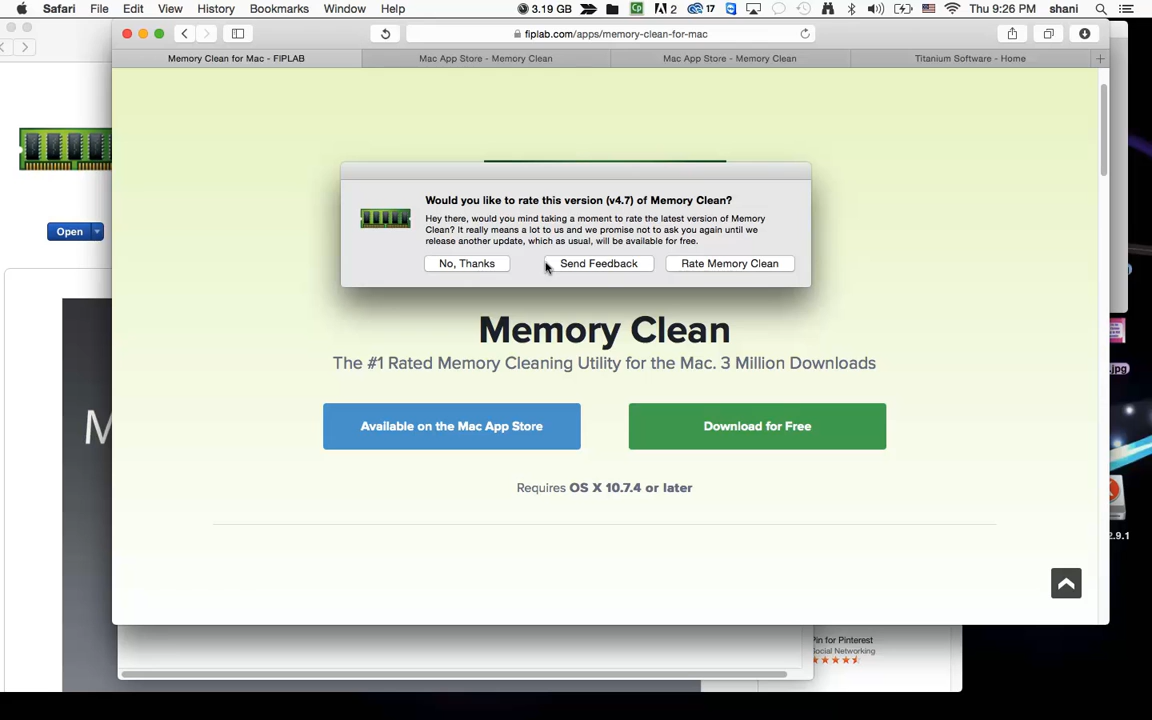 Safari File Edit View History Bookmarks Window Help 3.19 GB 2 17 Thu 9:26 PM shani
fiplab.com/apps/memory-clean-for-mac
Memory Clean for Mac - FIPLAB Mac App Store - Memory Clean Mac App Store - Memory Clean Titanium Software - Home
Would you like to rate this version (v4.7) of Memory Clean?
Hey there, would you mind taking a moment to rate the latest version of Memory
Clean? It really means a lot to us and we promise not to ask you again until we
release another update, which as usual, will be available for free.
No, Thanks Send Feedback Rate Memory Clean
Open
Memory Clean
The #1 Rated Memory Cleaning Utility for the Mac. 3 Million Downloads
.jpg
M
Available on the Mac App Store Download for Free
Requires OS X 10.7.4 or later
2.9.1
Pin for Pinterest
Social Networking